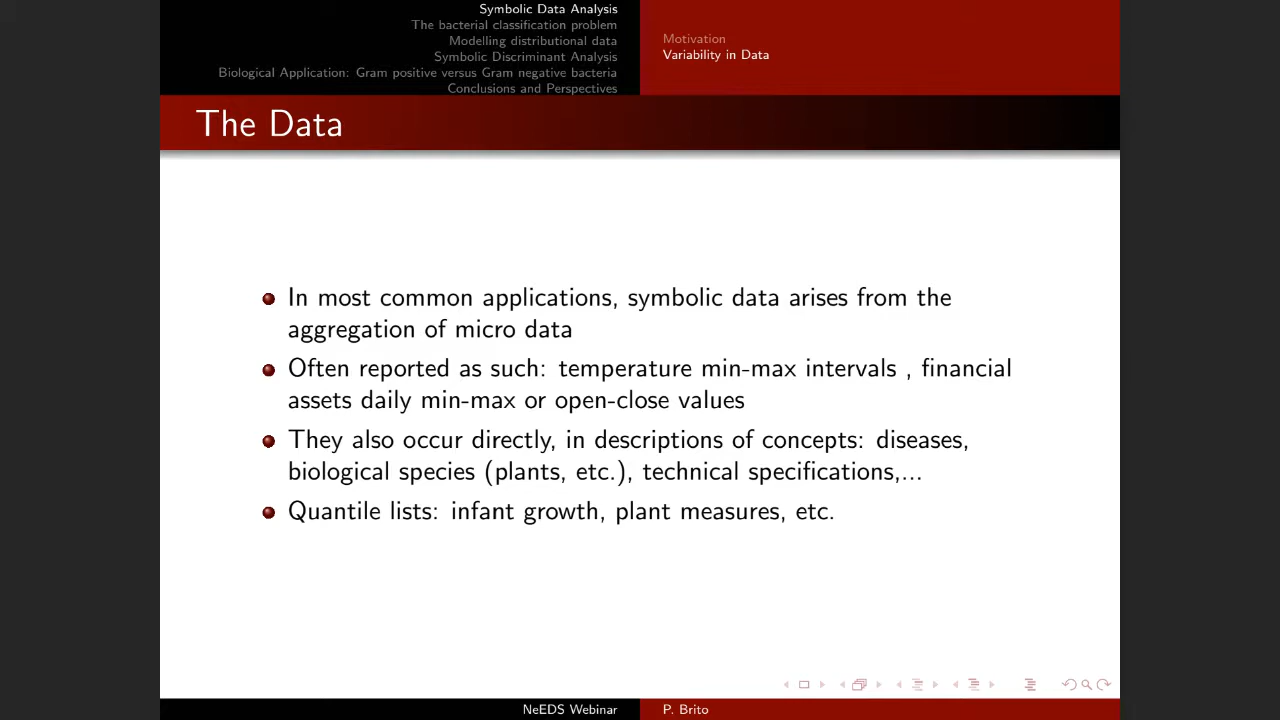 Symbolic Data Analysis
The bacterial classification problem
Modelling distributional data
Symbolic Discriminant Analysis
Biological Application: Gram positive versus Gram negative bacteria
Conclusions and Perspectives
Motivation
Variability in Data
The Data
In most common applications, symbolic data arises from the
aggregation of micro data
Often reported as such: temperature min-max intervals , financial
assets daily min-max or open-close values
They also occur directly, in descriptions of concepts: diseases,
biological species (plants, etc.), technical specifications,...
Quantile lists: infant growth, plant measures, etc.
NeEDS Webinar
P. Brito